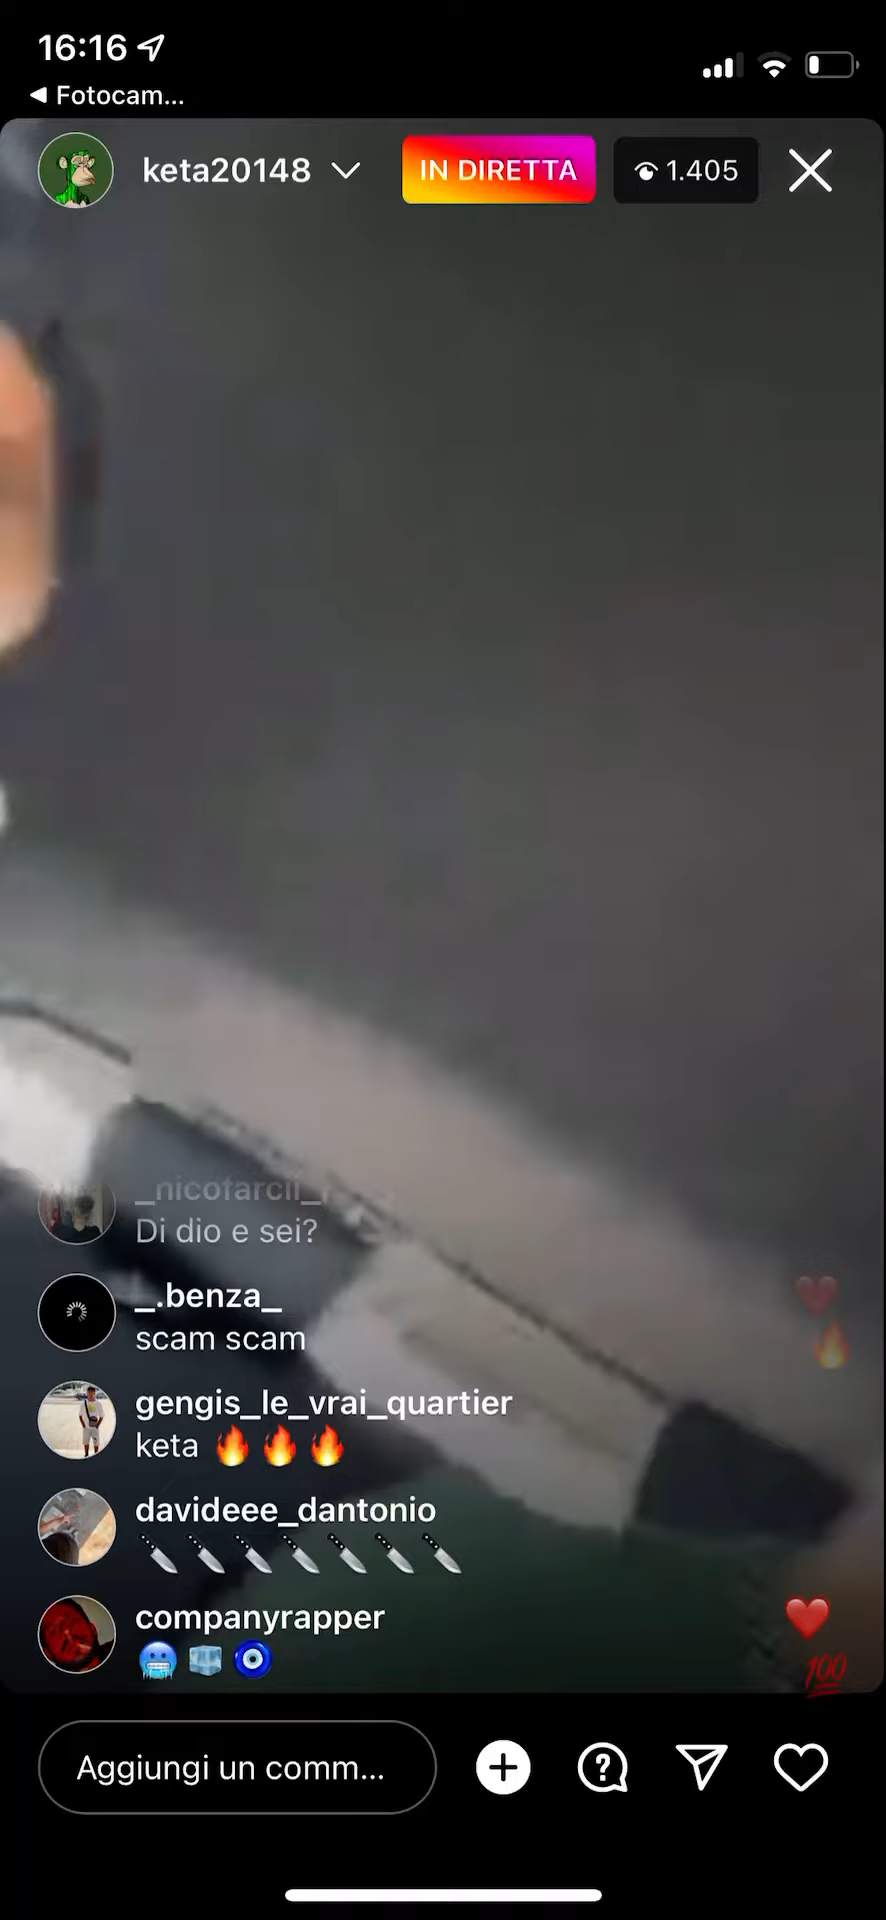 16:16
Fotocam...
keta20148
IN DIRETTA
1.405
Di dio e sei?
_.benza_
scam scam
gengis_le_vrai_quartier
keta 🔥 🔥 🔥
davideee_dantonio
🔪 🔪 🔪 🔪 🔪 🔪 🔪
companyrapper
🥶 🧊 🧿
100
Aggiungi un comm...